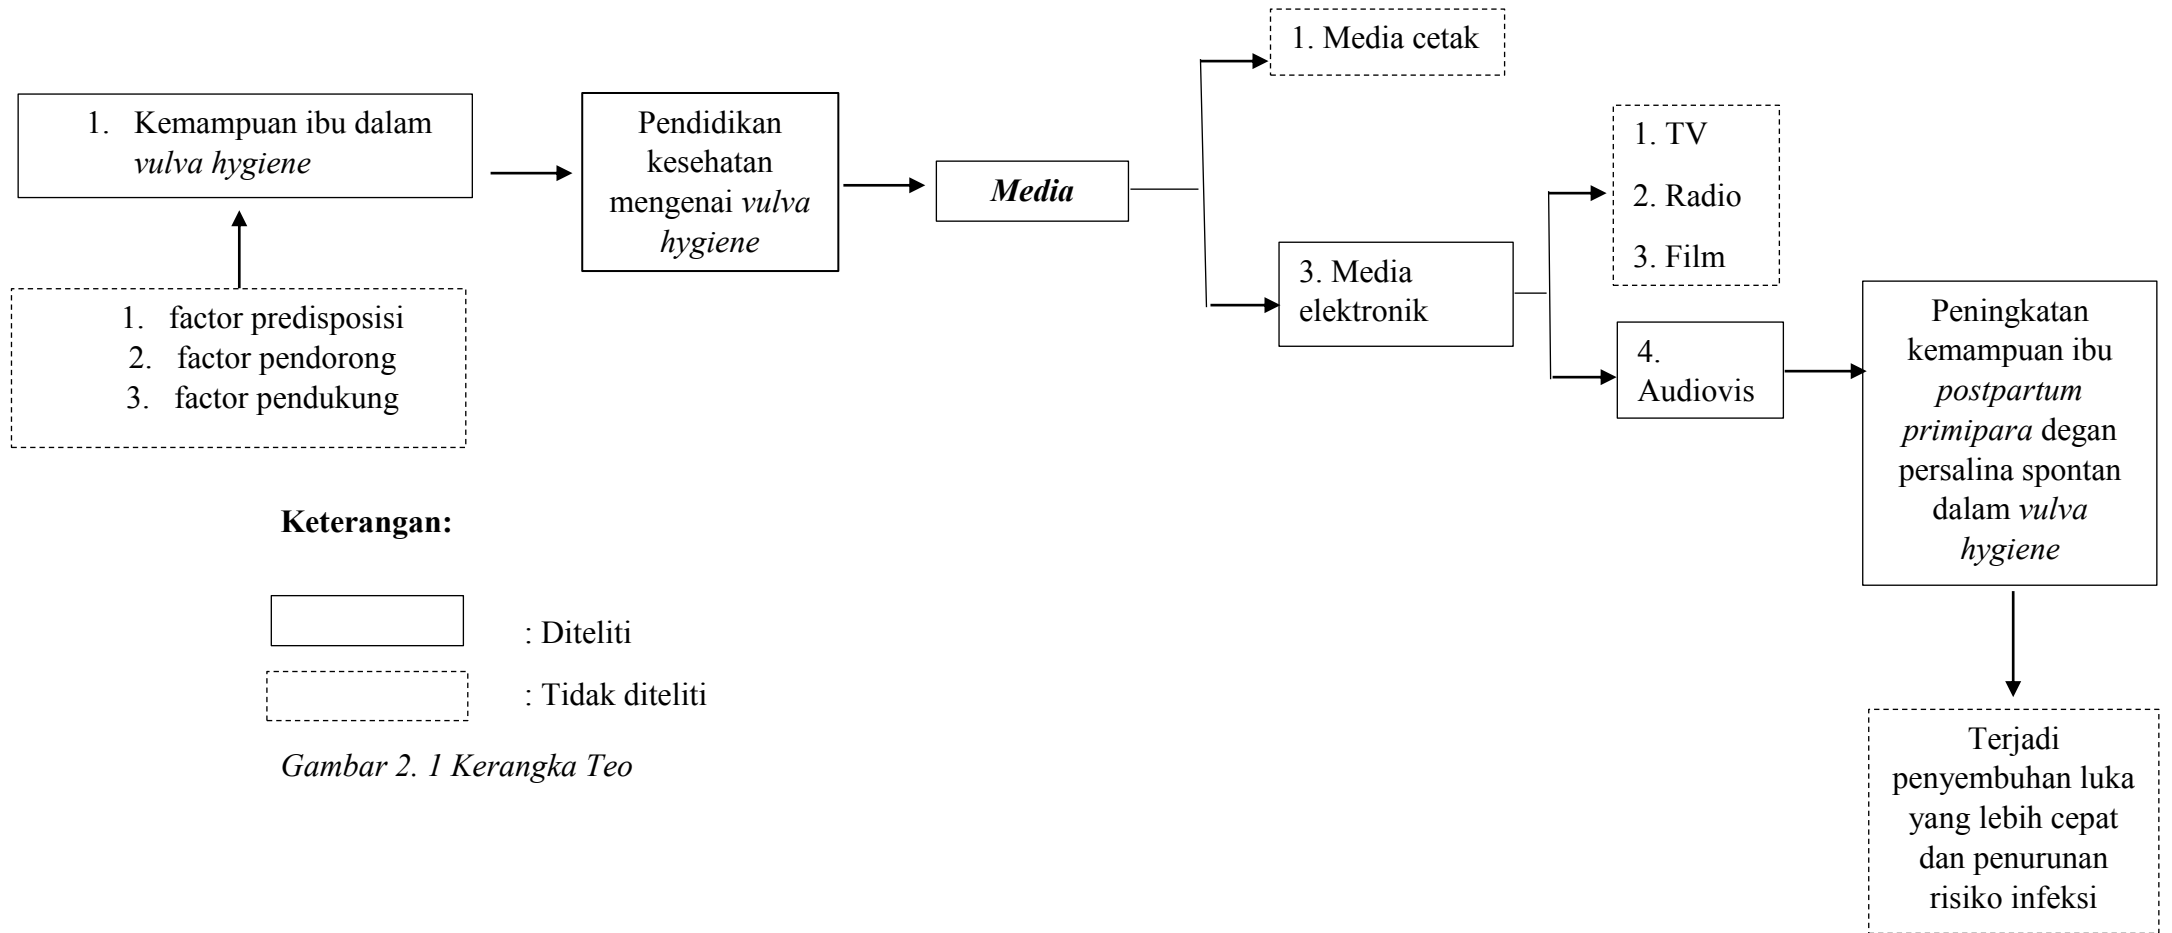 1. Media cetak
1. Kemampuan ibu dalam
vulva hygiene
Pendidikan
kesehatan
mengenai vulva
hygiene
Media
1. TV
2. Radio
3. Film
3. Media
elektronik
1. factor predisposisi
2. factor pendorong
3. factor pendukung
4.
Audiovis
Peningkatan
kemampuan ibu
postpartum
primipara degan
persalina spontan
dalam vulva
hygiene
Keterangan:
: Diteliti
: Tidak diteliti
Gambar 2. 1 Kerangka Teo
Terjadi
penyembuhan luka
yang lebih cepat
dan penurunan
risiko infeksi